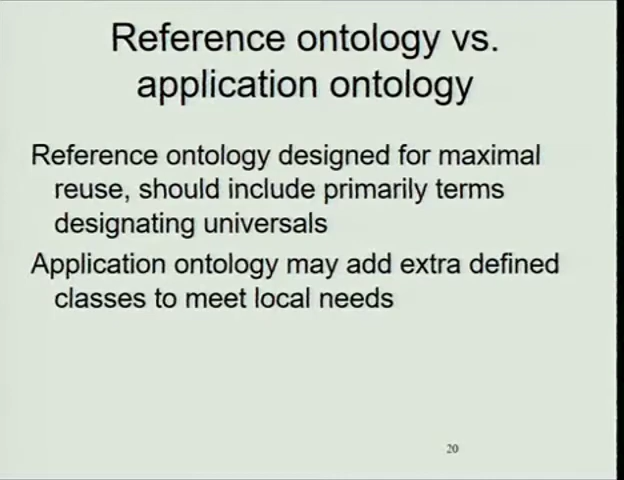 Reference ontology vs.
application ontology
Reference ontology designed for maximal
reuse, should include primarily terms
designating universals
Application ontology may add extra defined
classes to meet local needs
20